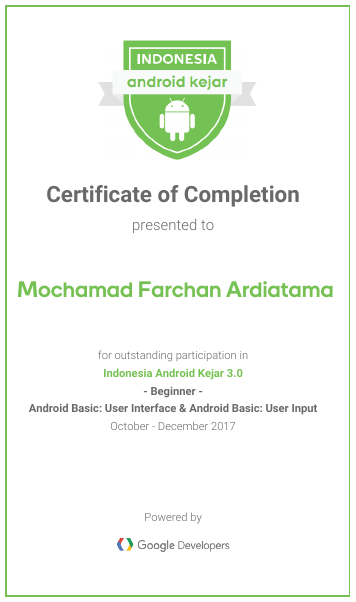 INDONESIA
android kejar
Certificate of Completion
presented to
Mochamad Farchan Ardiatama
for outstanding participation in
Indonesia Android Kejar 3.0
- Beginner -
Android Basic: User Interface & Android Basic: User Input
October - December 2017
Powered by
Google Developers